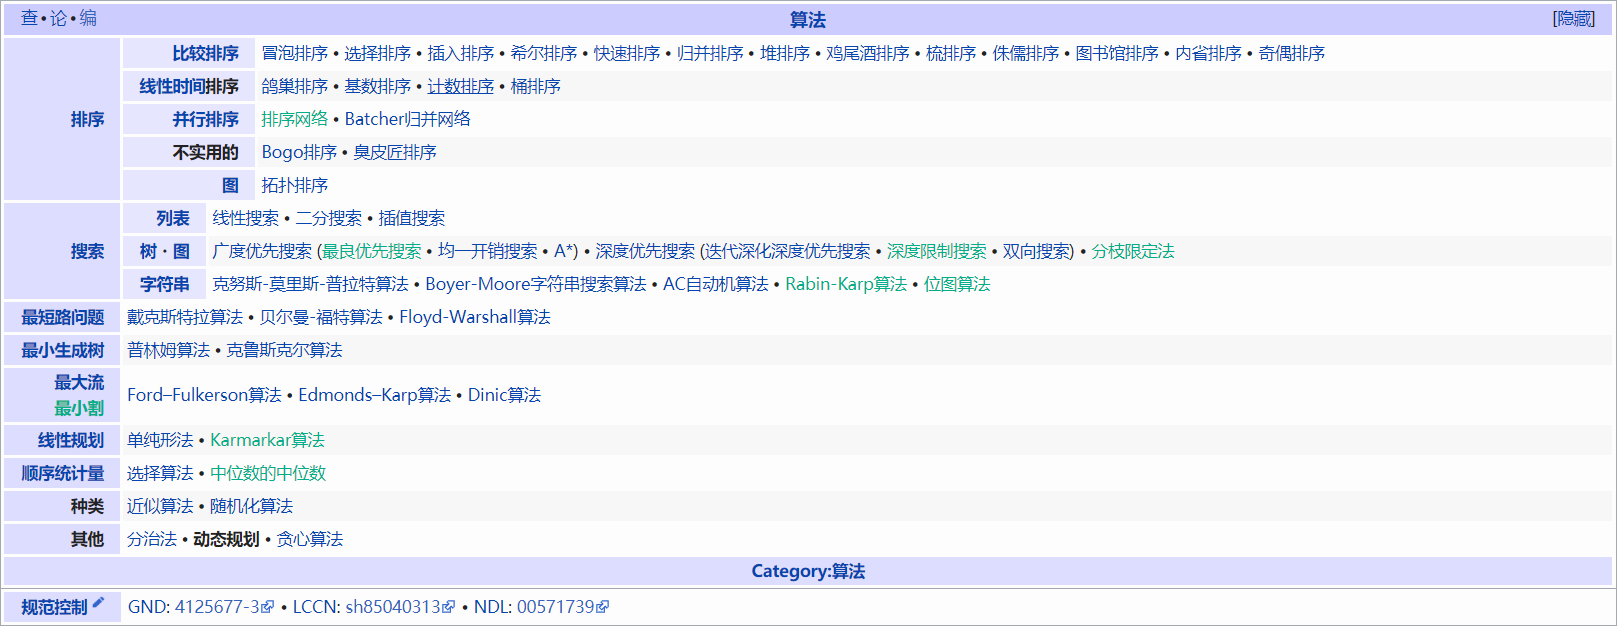 查•论•编 算法 [隐藏]
排序 比较排序 冒泡排序 • 选择排序 • 插入排序 • 希尔排序 • 快速排序 • 归并排序 • 堆排序 • 鸡尾酒排序 • 梳排序 • 侏儒排序 • 图书馆排序 • 内省排序 • 奇偶排序
线性时间排序 鸽巢排序 • 基数排序 • 计数排序 • 桶排序
并行排序 排序网络 • Batcher归并网络
不实用的 Bogo排序 • 臭皮匠排序
图 拓扑排序
搜索 列表 线性搜索 • 二分搜索 • 插值搜索
树・图 广度优先搜索 (最良优先搜索 • 均一开销搜索 • A*) • 深度优先搜索 (迭代深化深度优先搜索 • 深度限制搜索 • 双向搜索) • 分枝限定法
字符串 克努斯-莫里斯-普拉特算法 • Boyer-Moore字符串搜索算法 • AC自动机算法 • Rabin-Karp算法 • 位图算法
最短路问题 戴克斯特拉算法 • 贝尔曼-福特算法 • Floyd-Warshall算法
最小生成树 普林姆算法 • 克鲁斯克尔算法
最大流
最小割
Ford–Fulkerson算法 • Edmonds–Karp算法 • Dinic算法
线性规划 单纯形法 • Karmarkar算法
顺序统计量 选择算法 • 中位数的中位数
种类 近似算法 • 随机化算法
其他 分治法 • 动态规划 • 贪心算法
Category:算法
规范控制 GND: 4125677-3 • LCCN: sh85040313 • NDL: 00571739